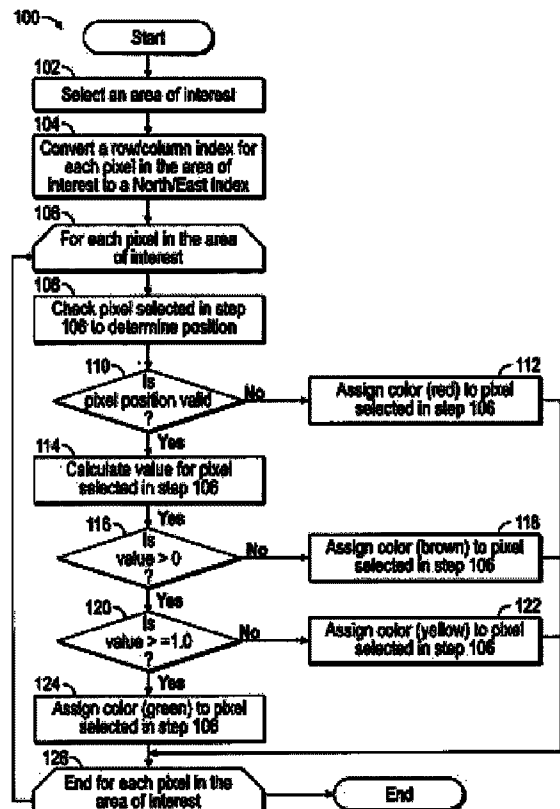 100
Start
102
Select an area of interest
104
Convert a row/column index for
each pixel in the area of
interest to a North/East Index
106
For each pixel in the area
of interest
108
Check pixel selected in step
106 to determine position
110
Is
pixel position valid
?
No
112
Assign color (red) to pixel
selected in step 106
Yes
114
Calculate value for pixel
selected in step 106
Yes
116
Is
value > 0
?
No
118
Assign color (brown) to pixel
selected in step 106
Yes
120
Is
value > =1.0
?
No
122
Assign color (yellow) to pixel
selected in step 106
Yes
124
Assign color (green) to pixel
selected in step 106
126
End for each pixel in the
area of interest
End